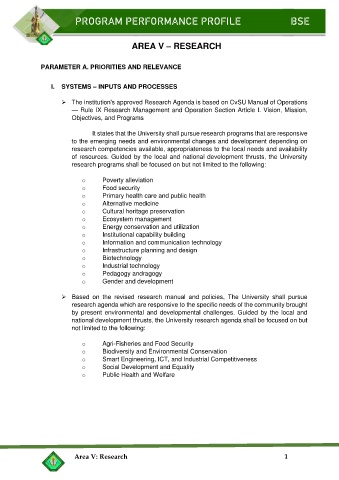 PROGRAM PERFORMANCE PROFILE BSE
AREA V – RESEARCH
PARAMETER A. PRIORITIES AND RELEVANCE
I. SYSTEMS – INPUTS AND PROCESSES
➢ The institution's approved Research Agenda is based on CvSU Manual of Operations
— Rule IX Research Management and Operation Section Article I. Vision, Mission,
Objectives, and Programs
It states that the University shall pursue research programs that are responsive
to the emerging needs and environmental changes and development depending on
research competencies available, appropriateness to the local needs and availability
of resources. Guided by the local and national development thrusts, the University
research programs shall be focused on but not limited to the following:
o Poverty alleviation
o Food security
o Primary health care and public health
o Alternative medicine
o Cultural heritage preservation
o Ecosystem management
o Energy conservation and utilization
o Institutional capability building
o Information and communication technology
o Infrastructure planning and design
o Biotechnology
o Industrial technology
o Pedagogy andragogy
o Gender and development
➢ Based on the revised research manual and policies, The University shall pursue
research agenda which are responsive to the specific needs of the community brought
by present environmental and developmental challenges. Guided by the local and
national development thrusts, the University research agenda shall be focused on but
not limited to the following:
o Agri-Fisheries and Food Security
o Biodiversity and Environmental Conservation
o Smart Engineering, ICT, and Industrial Competitiveness
o Social Development and Equality
o Public Health and Welfare
Area V: Research 1